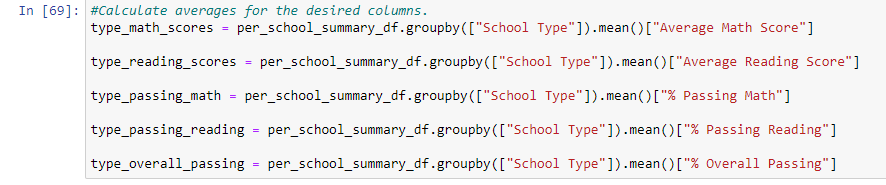 In [69]: #Calculate averages for the desired columns.
type_math_scores = per_school_summary_df.groupby(["School Type"]).mean()["Average Math Score"]
type_reading_scores = per_school_summary_df.groupby(["School Type"]).mean()["Average Reading Score"]
type_passing_math = per_school_summary_df.groupby(["School Type"]).mean()["% Passing Math"]
type_passing_reading = per_school_summary_df.groupby(["School Type"]).mean()["% Passing Reading"]
type_overall_passing = per_school_summary_df.groupby(["School Type"]).mean()["% Overall Passing"]